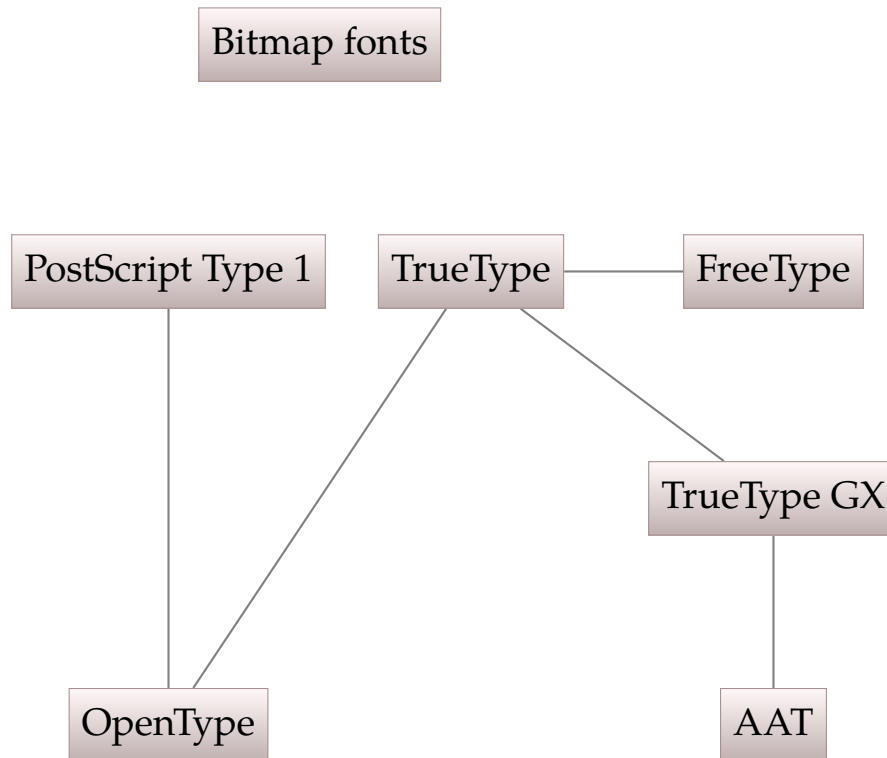 Bitmap fonts
PostScript Type 1
TrueType
FreeType
TrueType GX
OpenType
AAT